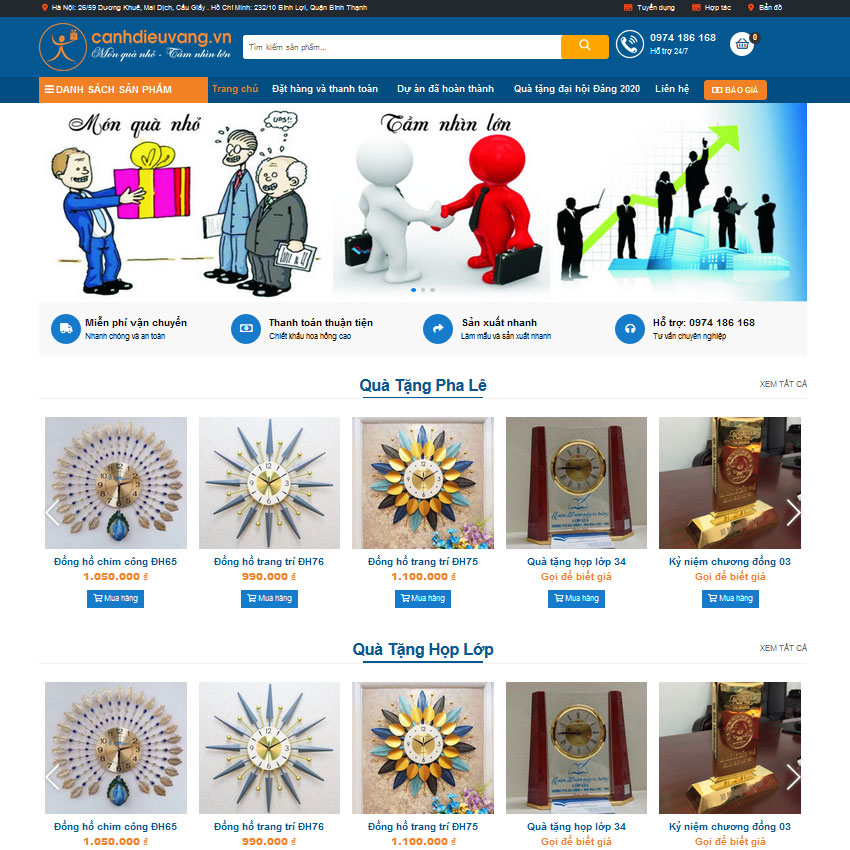 Hà Nội: 26/59 Dương Khuê, Mai Dịch, Cầu Giấy . Hồ Chí Minh: 232/10 Bình Lợi, Quận Bình Thạnh
Tuyển dụng
Hợp tác
Bản đồ
canhdieuvang.vn
Món quà nhỏ - Tầm nhìn lớn
Tìm kiếm sản phẩm...
0974 186 168
Hỗ trợ 24/7
0
DANH SÁCH SẢN PHẨM
Trang chủ
Đặt hàng và thanh toán
Dự án đã hoàn thành
Quà tặng đại hội Đảng 2020
Liên hệ
BÁO GIÁ
Món quà nhỏ
OUPS!
Tầm nhìn lớn
Miễn phí vận chuyển
Nhanh chóng và an toàn
Thanh toán thuận tiện
Chiết khấu hoa hồng cao
Sản xuất nhanh
Làm mẫu và sản xuất nhanh
Hỗ trợ: 0974 186 168
Tư vấn chuyên nghiệp
Quà Tặng Pha Lê
XEM TẤT CẢ
Đồng hồ chim công ĐH65
1.050.000 ₫
Mua hàng
Đồng hồ trang trí ĐH76
990.000 ₫
Mua hàng
Đồng hồ trang trí ĐH75
1.100.000 ₫
Mua hàng
Quà tặng họp lớp 34
Gọi để biết giá
Mua hàng
Kỷ niệm chương đồng 03
Gọi để biết giá
Mua hàng
Quà Tặng Họp Lớp
XEM TẤT CẢ
Đồng hồ chim công ĐH65
1.050.000 ₫
Đồng hồ trang trí ĐH76
990.000 ₫
Đồng hồ trang trí ĐH75
1.100.000 ₫
Quà tặng họp lớp 34
Gọi để biết giá
Kỷ niệm chương đồng 03
Gọi để biết giá